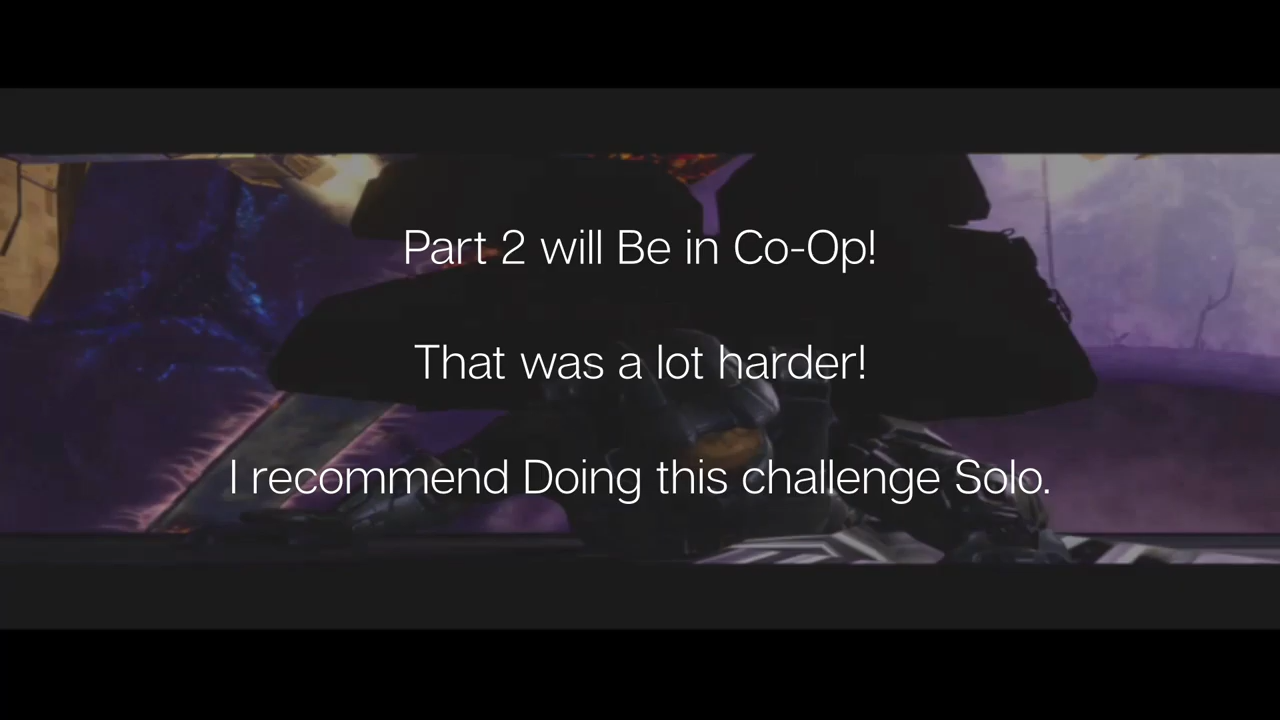 Part 2 will Be in Co-Op!
That was a lot harder!
I recommend Doing this challenge Solo.